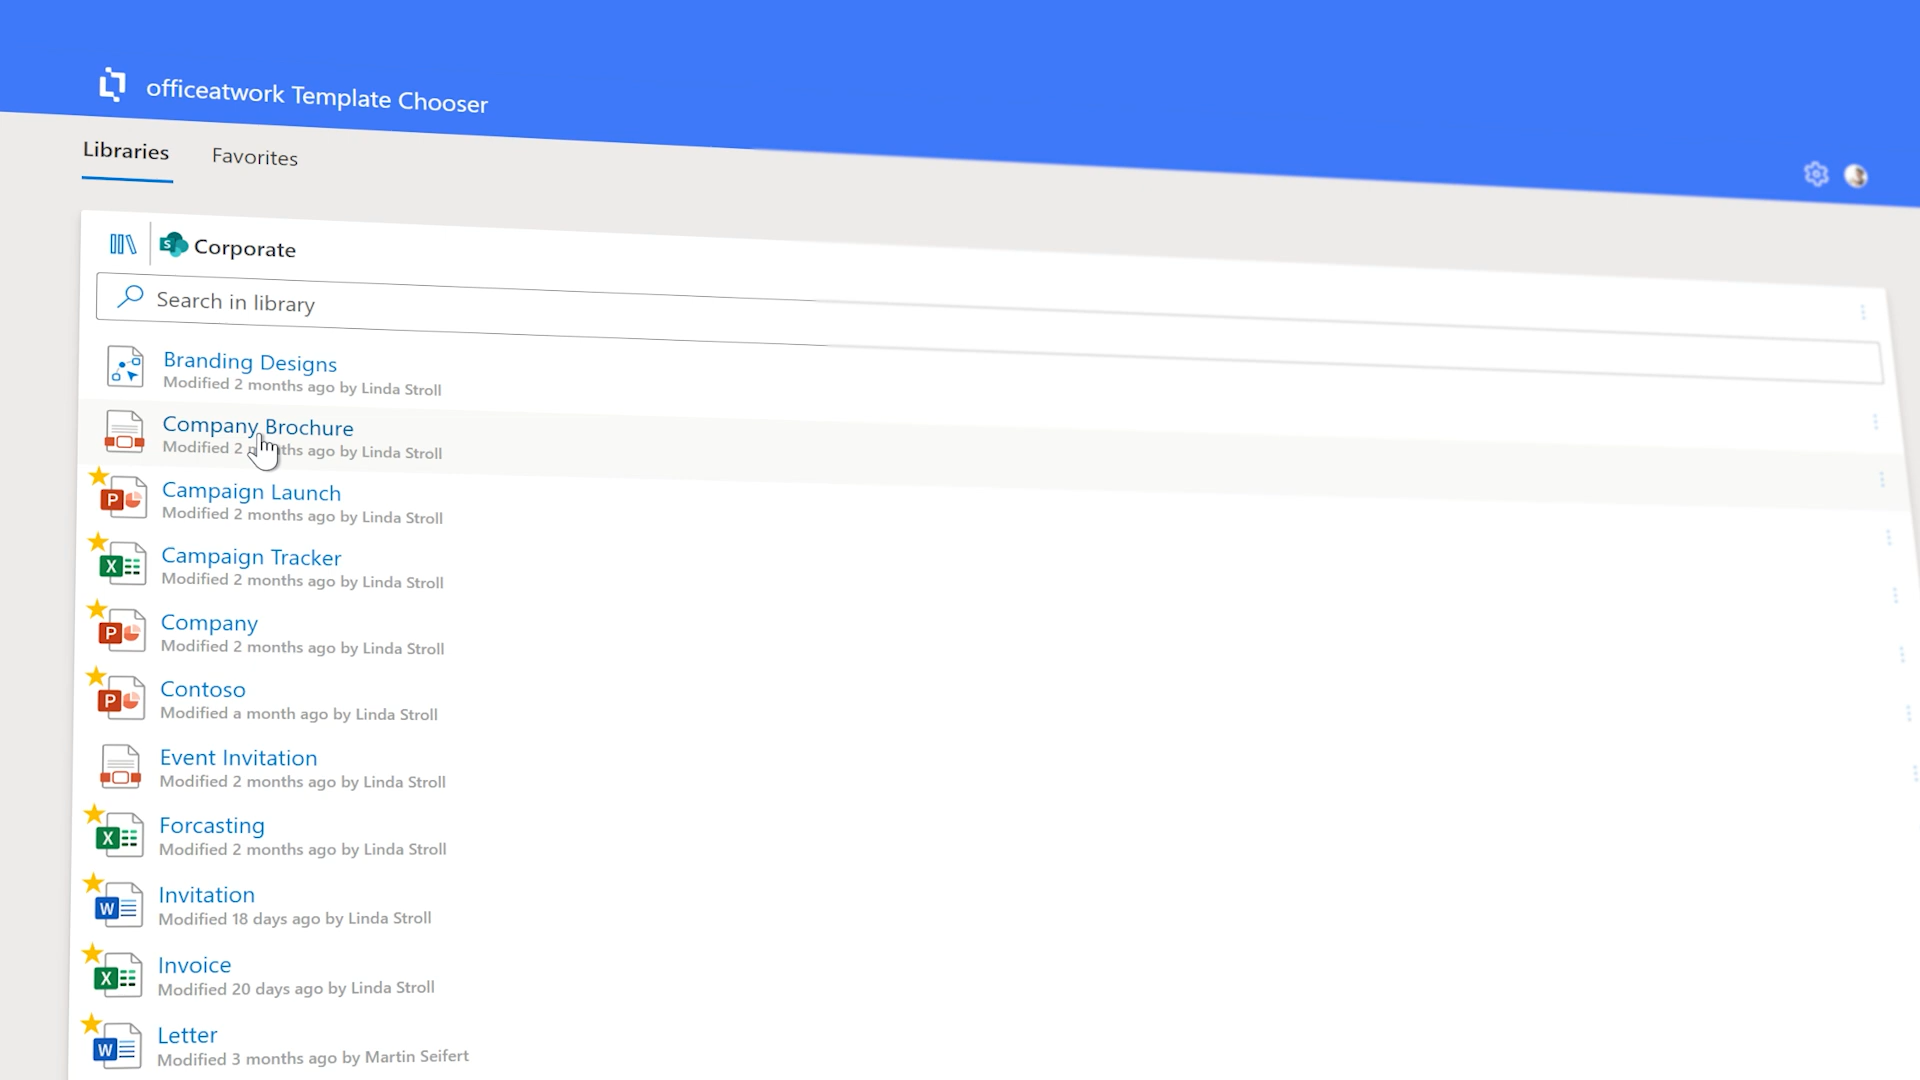 officeatwork Template Chooser
Libraries
Favorites
S Corporate
Search in library
Branding Designs
Modified 2 months ago by Linda Stroll
Company Brochure
Modified 2 ths ago by Linda Stroll
P
Campaign Launch
Modified 2 months ago by Linda Stroll
X
Campaign Tracker
Modified 2 months ago by Linda Stroll
P
Company
Modified 2 months ago by Linda Stroll
P
Contoso
Modified a month ago by Linda Stroll
Event Invitation
Modified 2 months ago by Linda Stroll
X
Forcasting
Modified 2 months ago by Linda Stroll
W
Invitation
Modified 18 days ago by Linda Stroll
X
Invoice
Modified 20 days ago by Linda Stroll
W
Letter
Modified 3 months ago by Martin Seifert